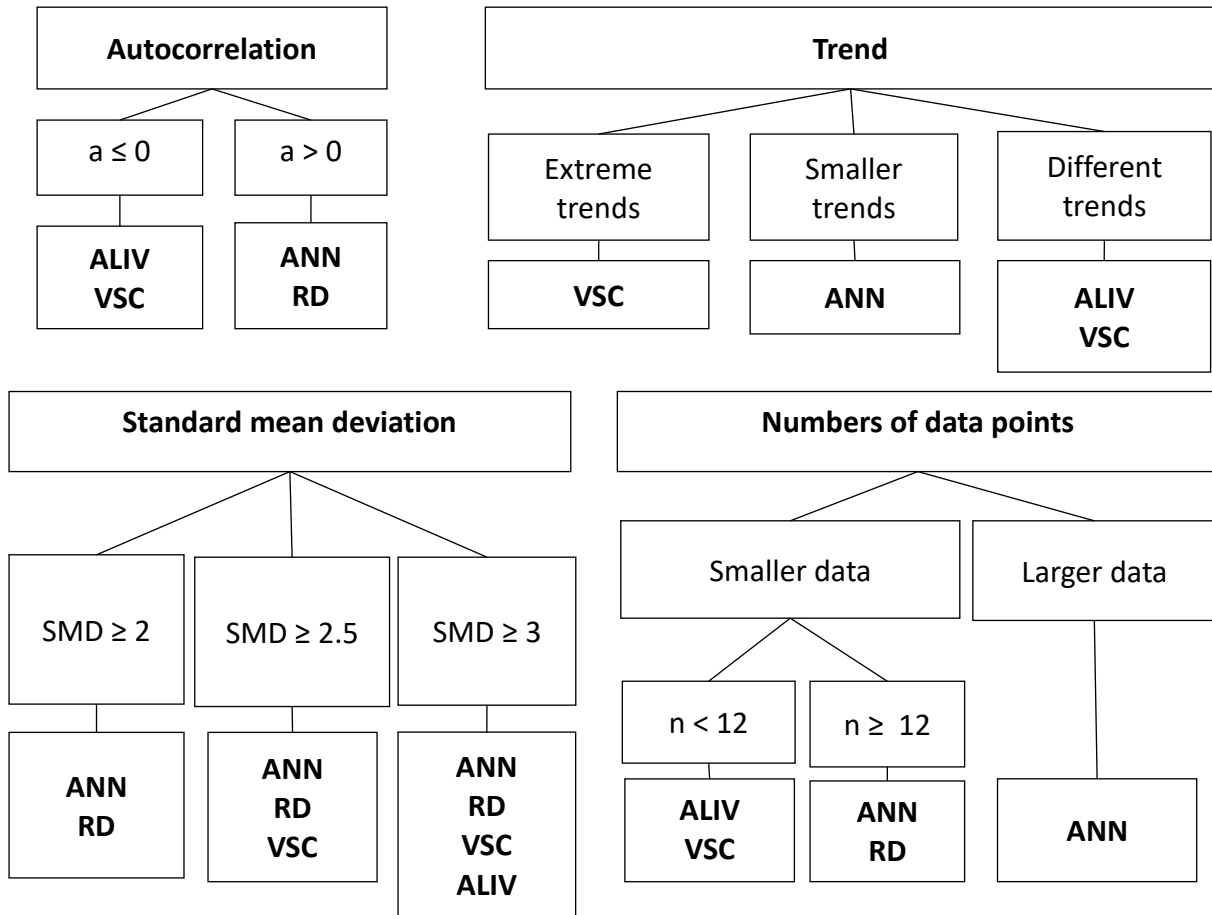 Autocorrelation
a ≤ 0
a > 0
ALIV
VSC
ANN
RD
Trend
Extreme
trends
Smaller
trends
Different
trends
VSC
ANN
ALIV
VSC
Standard mean deviation
SMD ≥ 2
SMD ≥ 2.5
SMD ≥ 3
ANN
RD
ANN
RD
VSC
ANN
RD
VSC
ALIV
Numbers of data points
Smaller data
Larger data
n < 12
n ≥ 12
ALIV
VSC
ANN
RD
ANN